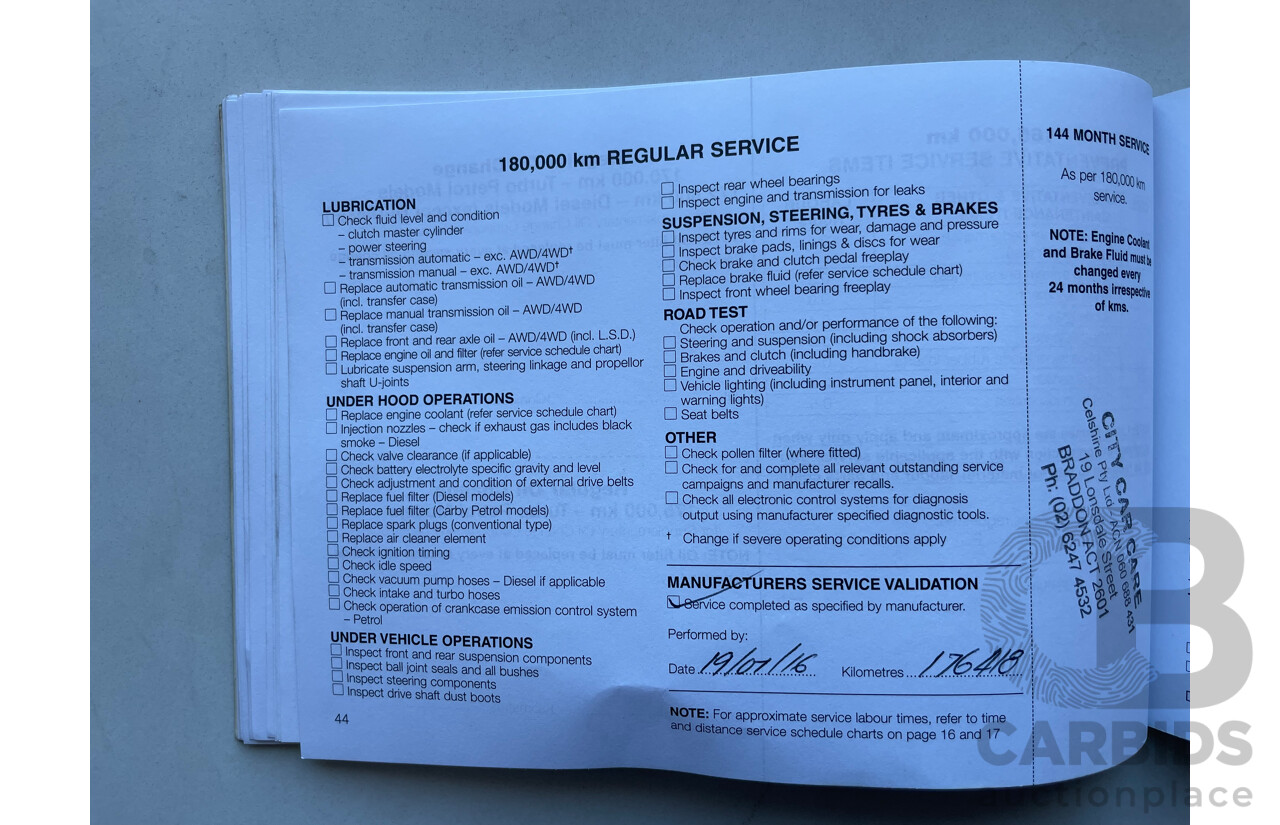 180,000 km REGULAR SERVICE
LUBRICATION
Check fluid level and condition
– clutch master cylinder
– power steering
– transmission automatic – exc. AWD/4WD†
– transmission manual – exc. AWD/4WD†
Replace automatic transmission oil – AWD/4WD
(incl. transfer case)
Replace manual transmission oil – AWD/4WD
(incl. transfer case)
Replace front and rear axle oil – AWD/4WD (incl. L.S.D.)
Replace engine oil and filter (refer service schedule chart)
Lubricate suspension arm, steering linkage and propellor
shaft U-joints
UNDER HOOD OPERATIONS
Replace engine coolant (refer service schedule chart)
Injection nozzles – check if exhaust gas includes black
smoke – Diesel
Check valve clearance (if applicable)
Check battery electrolyte specific gravity and level
Check adjustment and condition of external drive belts
Replace fuel filter (Diesel models)
Replace fuel filter (Carby Petrol models)
Replace spark plugs (conventional type)
Replace air cleaner element
Check ignition timing
Check idle speed
Check vacuum pump hoses – Diesel if applicable
Check intake and turbo hoses
Check operation of crankcase emission control system
– Petrol
UNDER VEHICLE OPERATIONS
Inspect front and rear suspension components
Inspect ball joint seals and all bushes
Inspect steering components
Inspect drive shaft dust boots
44
Inspect rear wheel bearings
Inspect engine and transmission for leaks
SUSPENSION, STEERING, TYRES & BRAKES
Inspect tyres and rims for wear, damage and pressure
Inspect brake pads, linings & discs for wear
Check brake and clutch pedal freeplay
Replace brake fluid (refer service schedule chart)
Inspect front wheel bearing freeplay
ROAD TEST
Check operation and/or performance of the following:
Steering and suspension (including shock absorbers)
Brakes and clutch (including handbrake)
Engine and driveability
Vehicle lighting (including instrument panel, interior and
warning lights)
Seat belts
OTHER
Check pollen filter (where fitted)
Check for and complete all relevant outstanding service
campaigns and manufacturer recalls.
Check all electronic control systems for diagnosis
output using manufacturer specified diagnostic tools.
† Change if severe operating conditions apply
MANUFACTURERS SERVICE VALIDATION
Service completed as specified by manufacturer.
Performed by:
Date 19/07/16 Kilometres 176418
NOTE: For approximate service labour times, refer to time
and distance service schedule charts on page 16 and 17
144 MONTH SERVICE
As per 180,000 km
service.
NOTE: Engine Coolant
and Brake Fluid must be
changed every
24 months irrespective
of kms.
CITY CAR CARE
Celshine Pty Ltd. ACN 060 688 431
19 Lonsdale Street
BRADDON ACT 2601
Ph: (02) 6247 4532
CB
CARBIDS
auctionplace